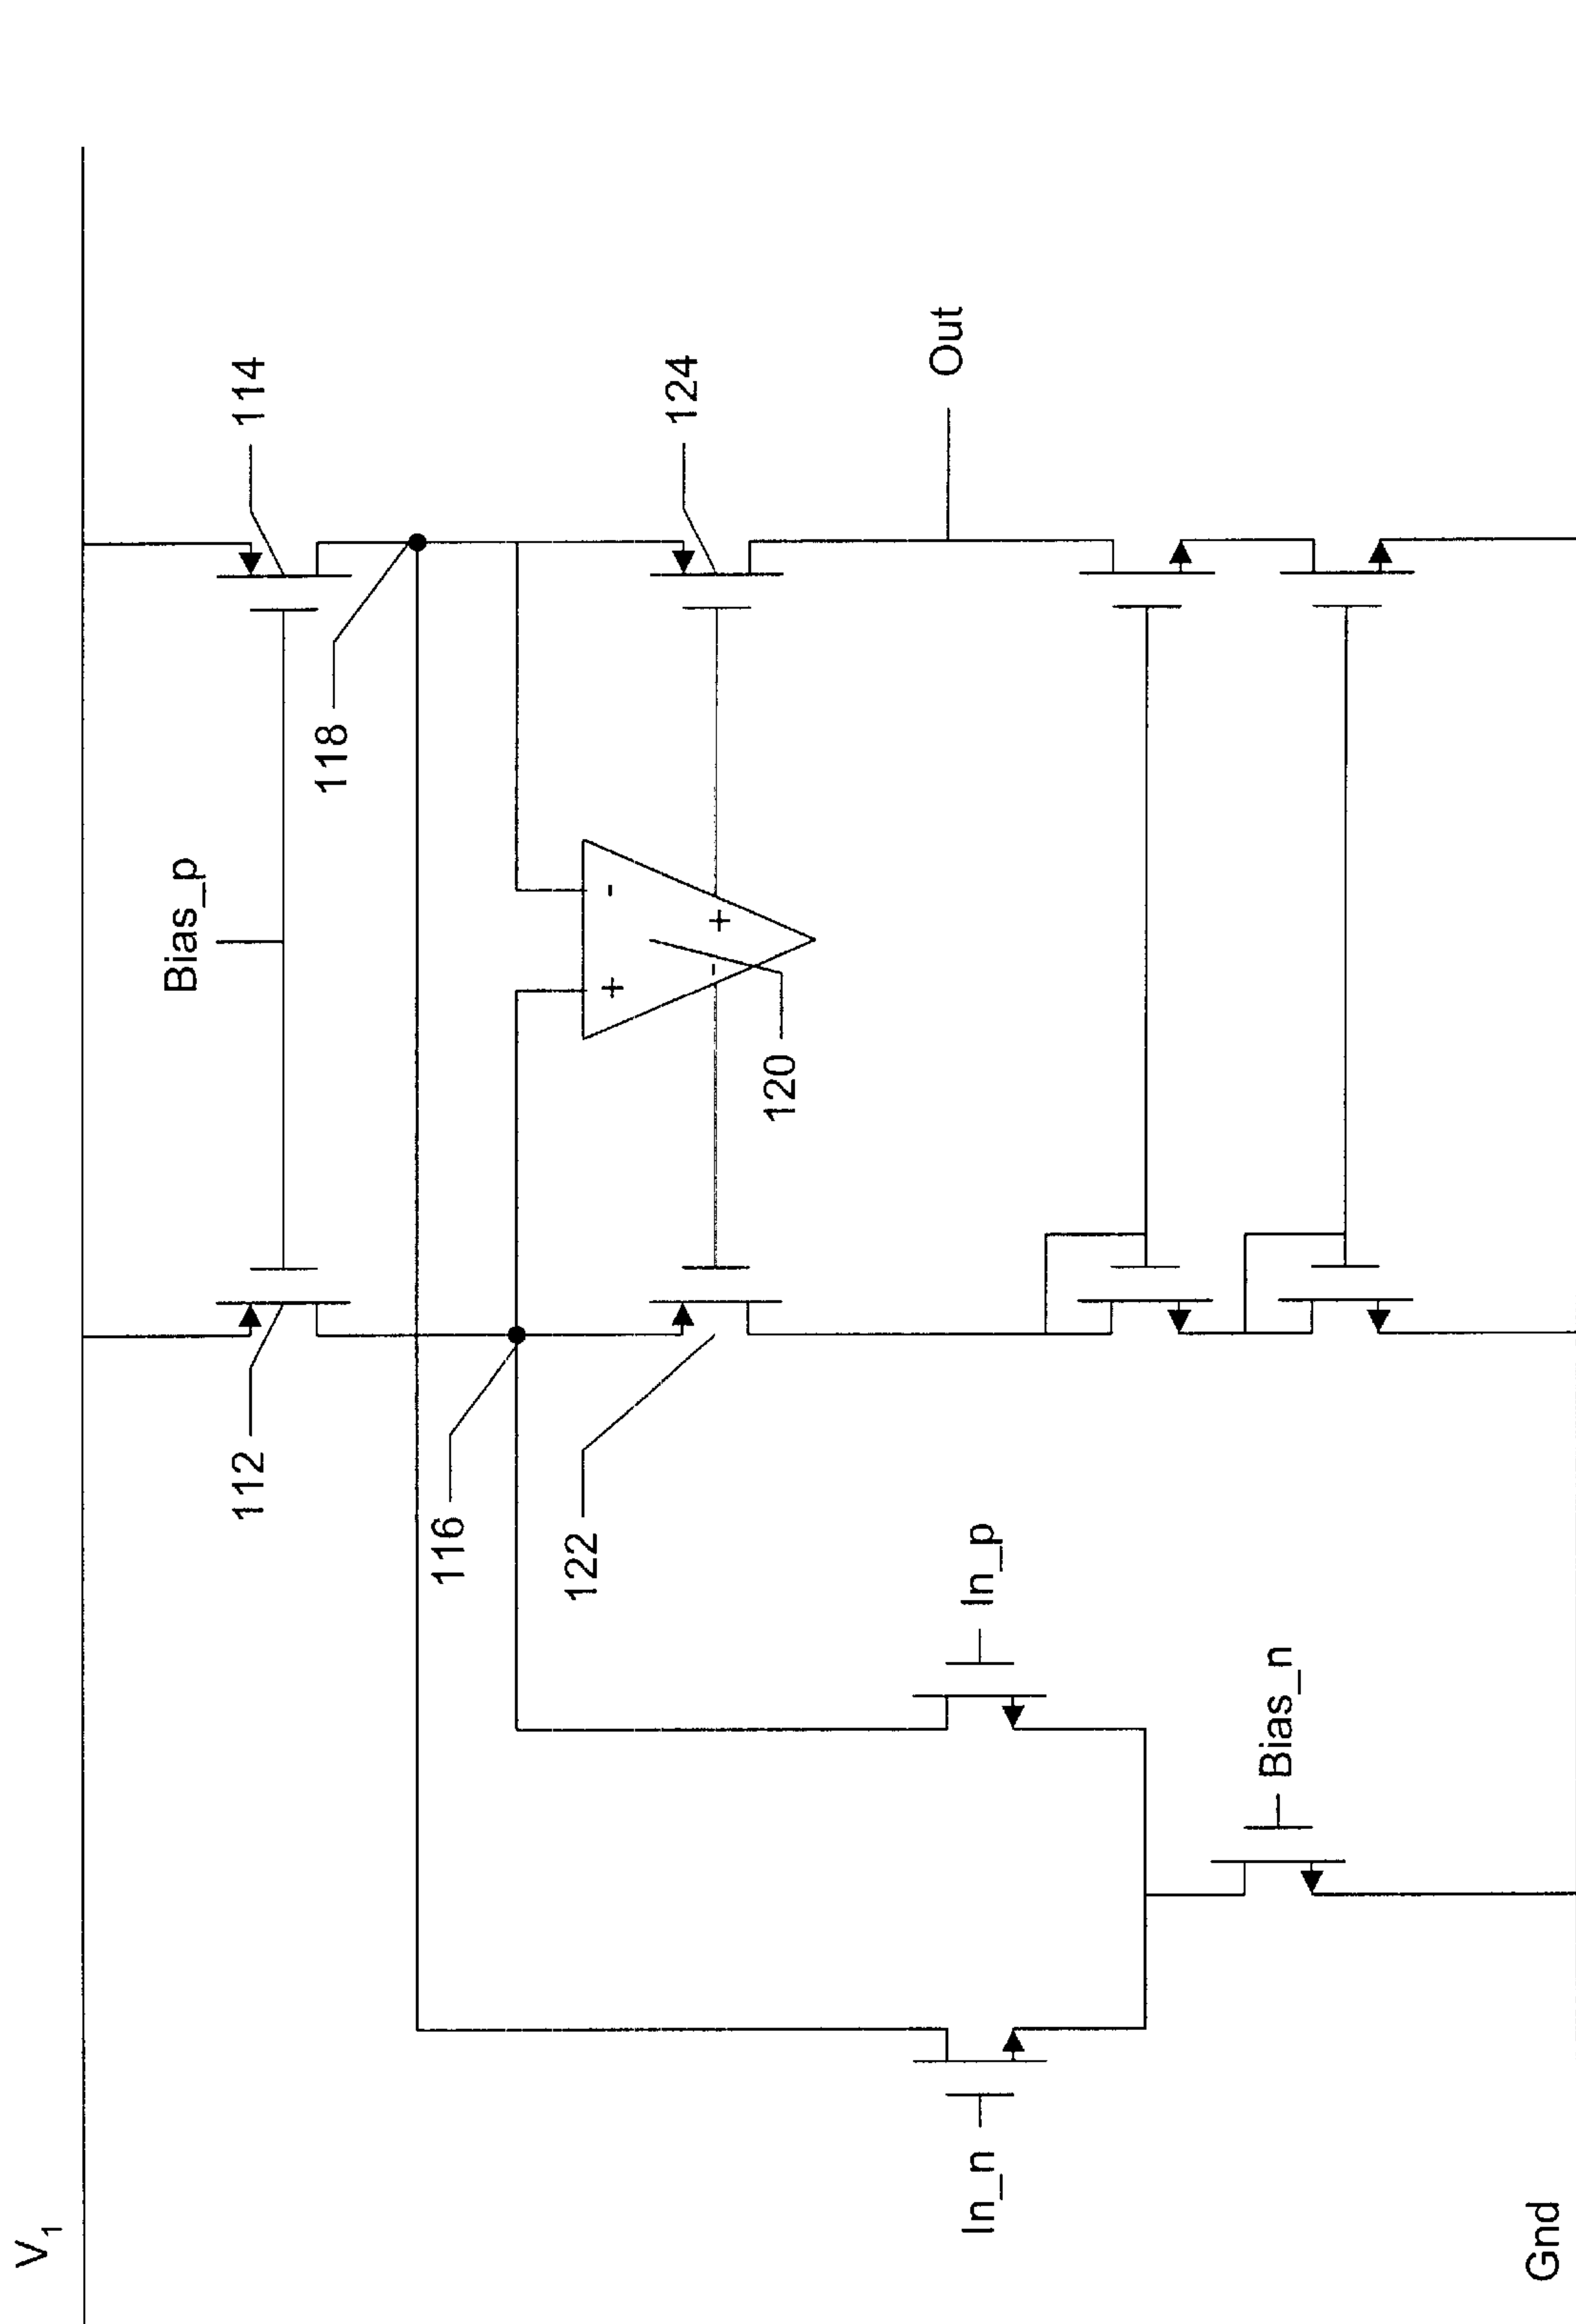 V1
Bias_p
112
114
118
116
122
124
+
-
-
+
120
In_n
In_p
Out
Bias_n
Gnd